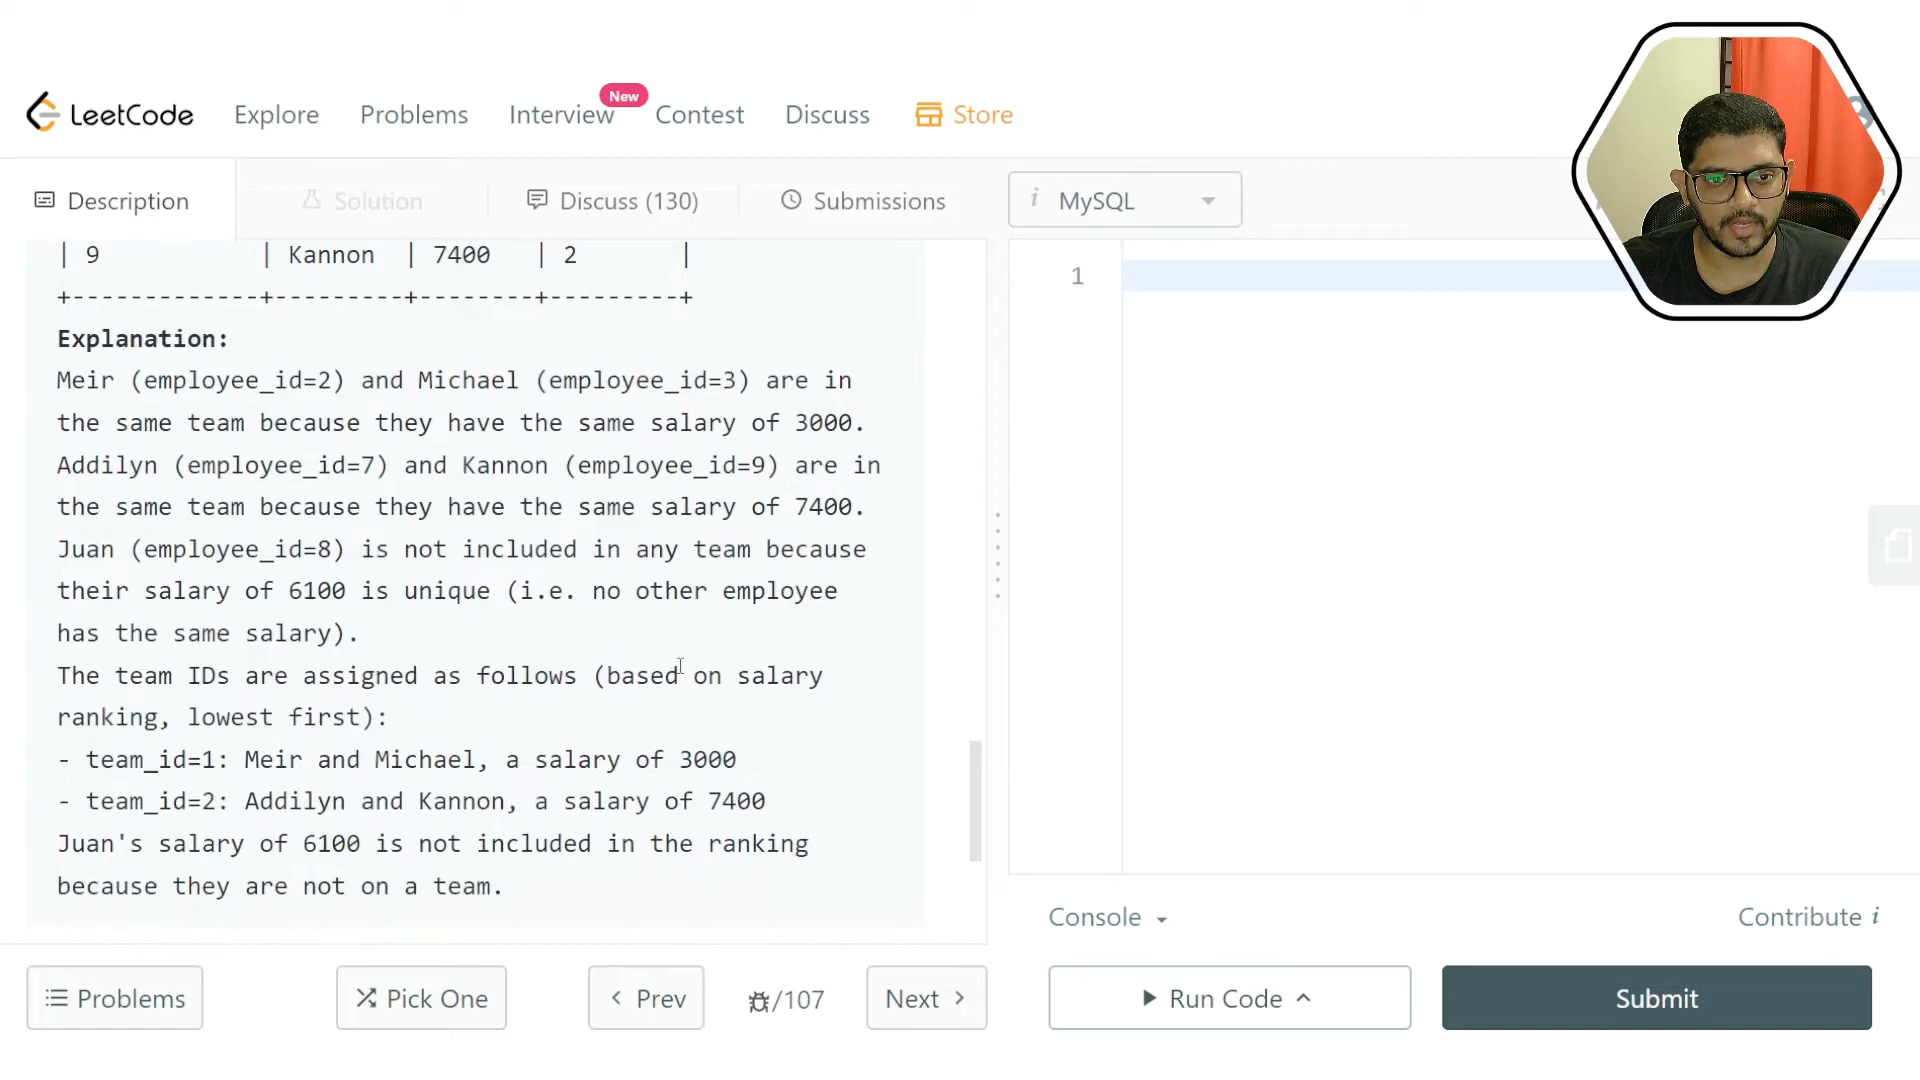 LeetCode Explore Problems Interview New Contest Discuss Store
Description Solution Discuss (130) Submissions i MySQL
| 9 | Kannon | 7400 | 2 |
+-------------+---------+--------+---------+
Explanation:
Meir (employee_id=2) and Michael (employee_id=3) are in
the same team because they have the same salary of 3000.
Addilyn (employee_id=7) and Kannon (employee_id=9) are in
the same team because they have the same salary of 7400.
Juan (employee_id=8) is not included in any team because
their salary of 6100 is unique (i.e. no other employee
has the same salary).
The team IDs are assigned as follows (based on salary
ranking, lowest first):
- team_id=1: Meir and Michael, a salary of 3000
- team_id=2: Addilyn and Kannon, a salary of 7400
Juan's salary of 6100 is not included in the ranking
because they are not on a team.
1
Console Contribute i
Problems Pick One < Prev /107 Next > Run Code Submit